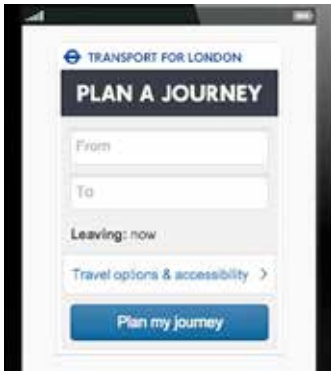 TRANSPORT FOR LONDON
PLAN A JOURNEY
From
To
Leaving: now
Travel options & accessibility >
Plan my journey